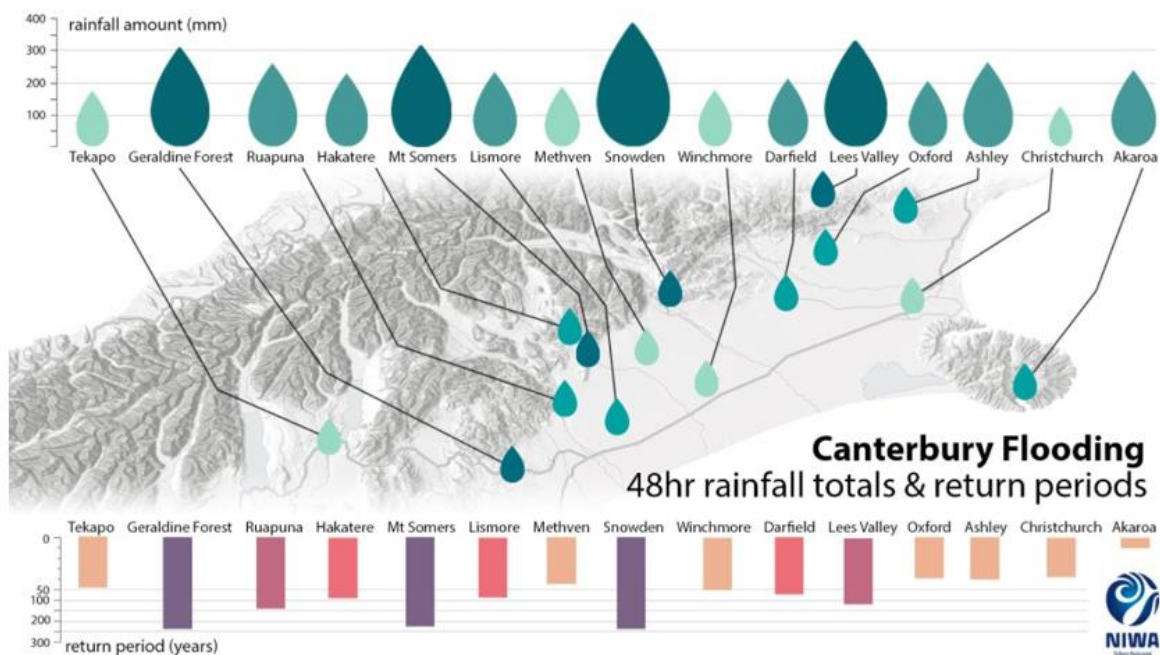 400
rainfall amount (mm)
300
200
100
0
Tekapo Geraldine Forest Ruapuna Hakatere Mt Somers Lismore Methven Snowden Winchmore Darfield Lees Valley Oxford Ashley Christchurch Akaroa
Canterbury Flooding
48hr rainfall totals & return periods
Tekapo Geraldine Forest Ruapuna Hakatere Mt Somers Lismore Methven Snowden Winchmore Darfield Lees Valley Oxford Ashley Christchurch Akaroa
0
50
100
200
300
return period (years)
NIWA